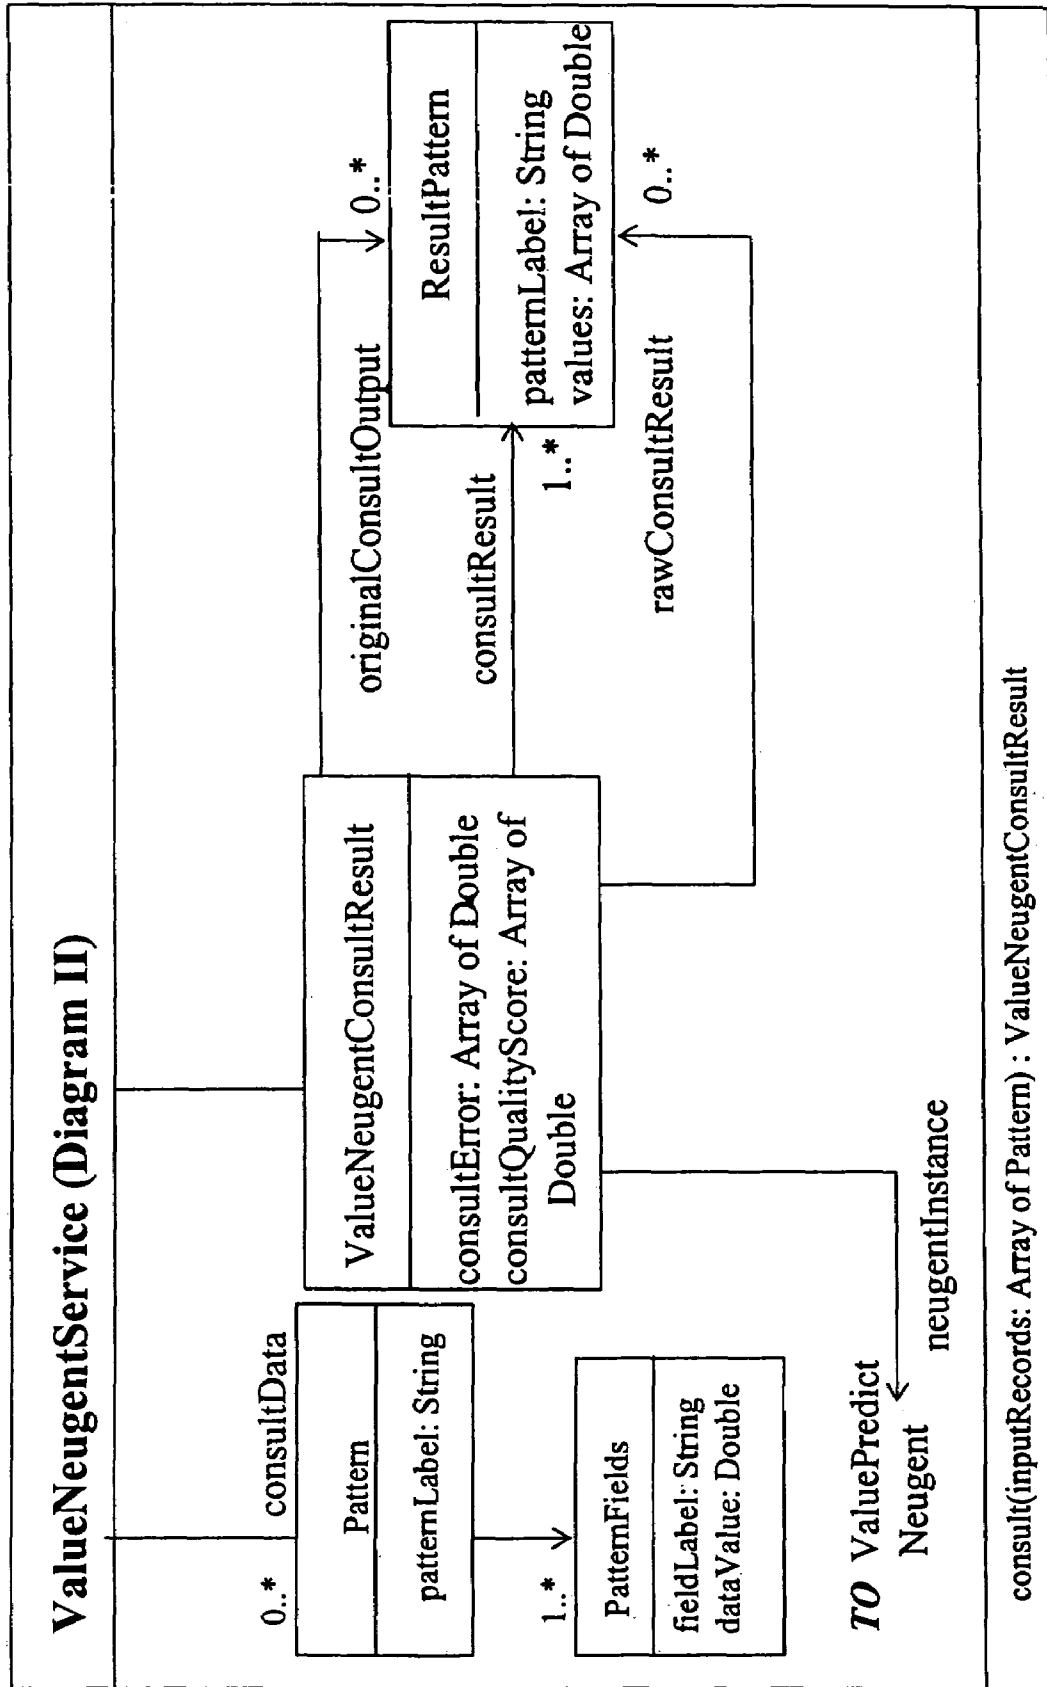 ValueNeugentService (Diagram II)
0..*
consultData
Pattern
patternLabel: String
1..*
PatternFields
fieldLabel: String
dataValue: Double
TO ValuePredict
Neugent
neugentInstance
ValueNeugentConsultResult
consultError: Array of Double
consultQualityScore: Array of
Double
originalConsultOutput
0..*
consultResult
1..*
rawConsultResult
0..*
ResultPattern
patternLabel: String
values: Array of Double
consult(inputRecords: Array of Pattern) : ValueNeugentConsultResult